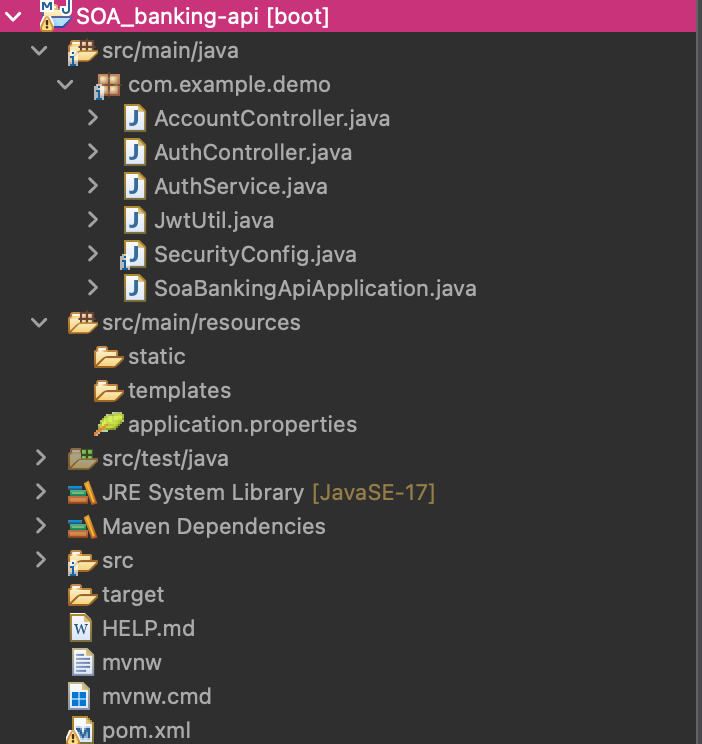 SOA_banking-api [boot]
src/main/java
com.example.demo
AccountController.java
AuthController.java
AuthService.java
JwtUtil.java
SecurityConfig.java
SoaBankingApiApplication.java
src/main/resources
static
templates
application.properties
src/test/java
JRE System Library [JavaSE-17]
Maven Dependencies
src
target
HELP.md
mvnw
mvnw.cmd
pom.xml